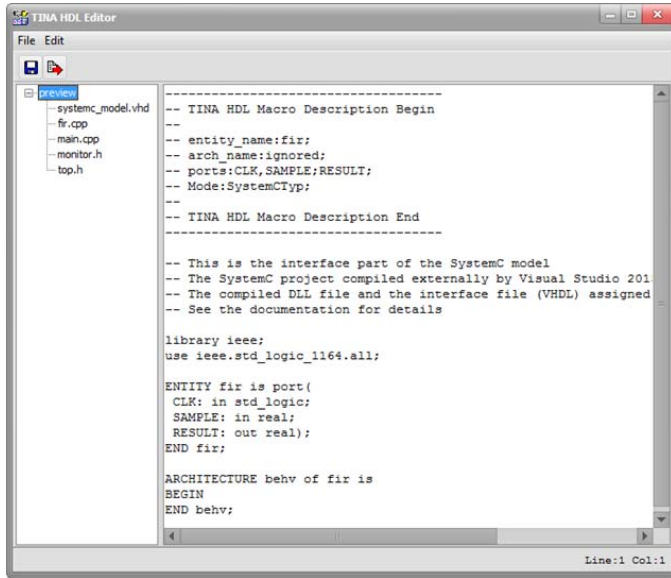 TINA HDL Editor
File Edit
preview
systemc_model.vhd
fir.cpp
main.cpp
monitor.h
top.h
------------------------------------
-- TINA HDL Macro Description Begin
--
-- entity_name:fir;
-- arch_name:ignored;
-- ports:CLK,SAMPLE;RESULT;
-- Mode:SystemCTyp;
--
-- TINA HDL Macro Description End
------------------------------------
-- This is the interface part of the SystemC model
-- The SystemC project compiled externally by Visual Studio 201
-- The compiled DLL file and the interface file (VHDL) assigned
-- See the documentation for details
library ieee;
use ieee.std_logic_1164.all;
ENTITY fir is port(
CLK: in std_logic;
SAMPLE: in real;
RESULT: out real);
END fir;
ARCHITECTURE behv of fir is
BEGIN
END behv;
Line:1 Col:1